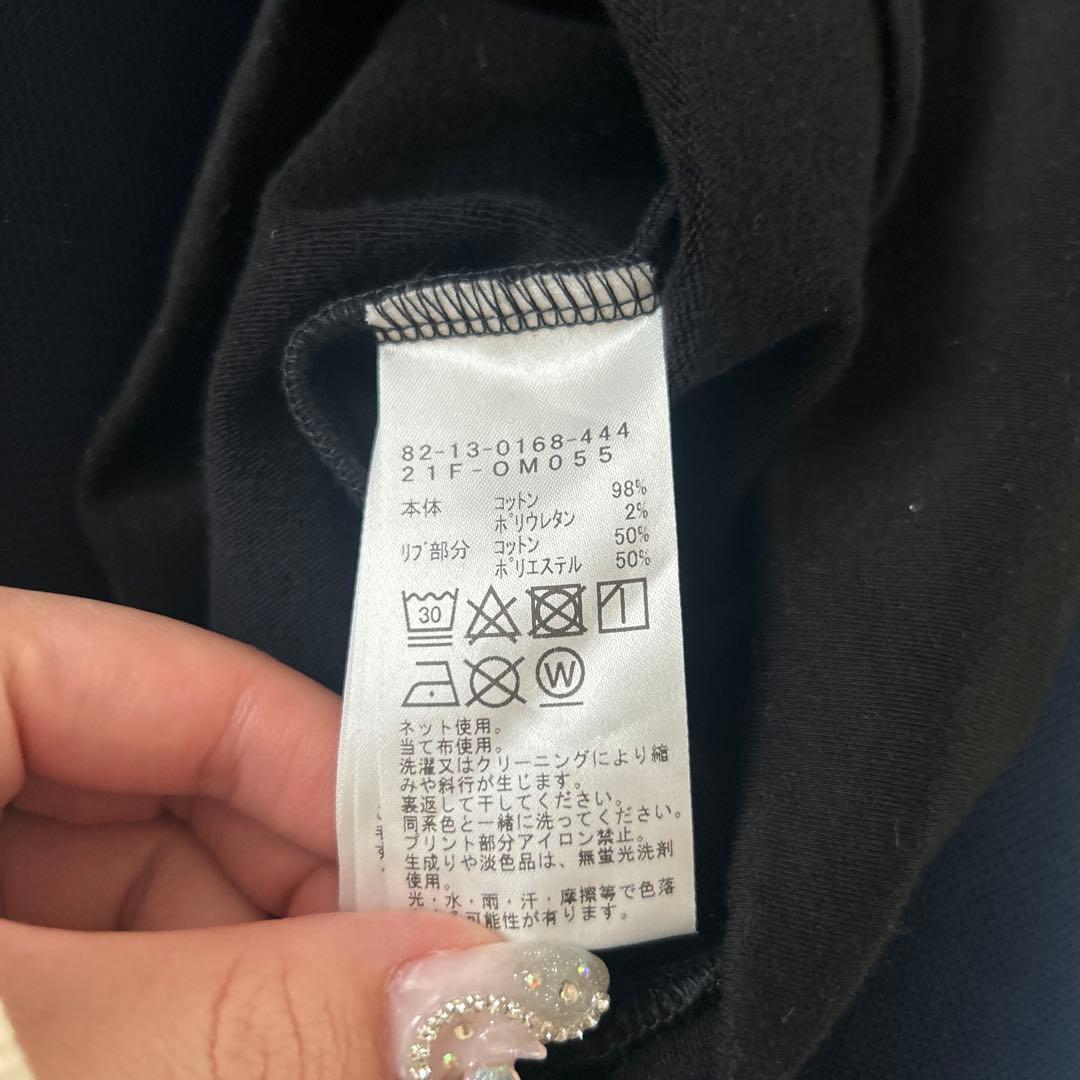 82-13-0168-444
21F-OM055
本体 コットン 98%
ポリウレタン 2%
リブ部分 コットン 50%
ポリエステル 50%
30
W
ネット使用。
当て布使用。
洗濯又はクリーニングにより縮
みや斜行が生じます。
裏返して干してください。
同系色と一緒に洗ってください。
プリント部分アイロン禁止。
生成りや淡色品は、無蛍光洗剤
使用。
光・水・雨・汗・摩擦等で色落
可能性が有ります。